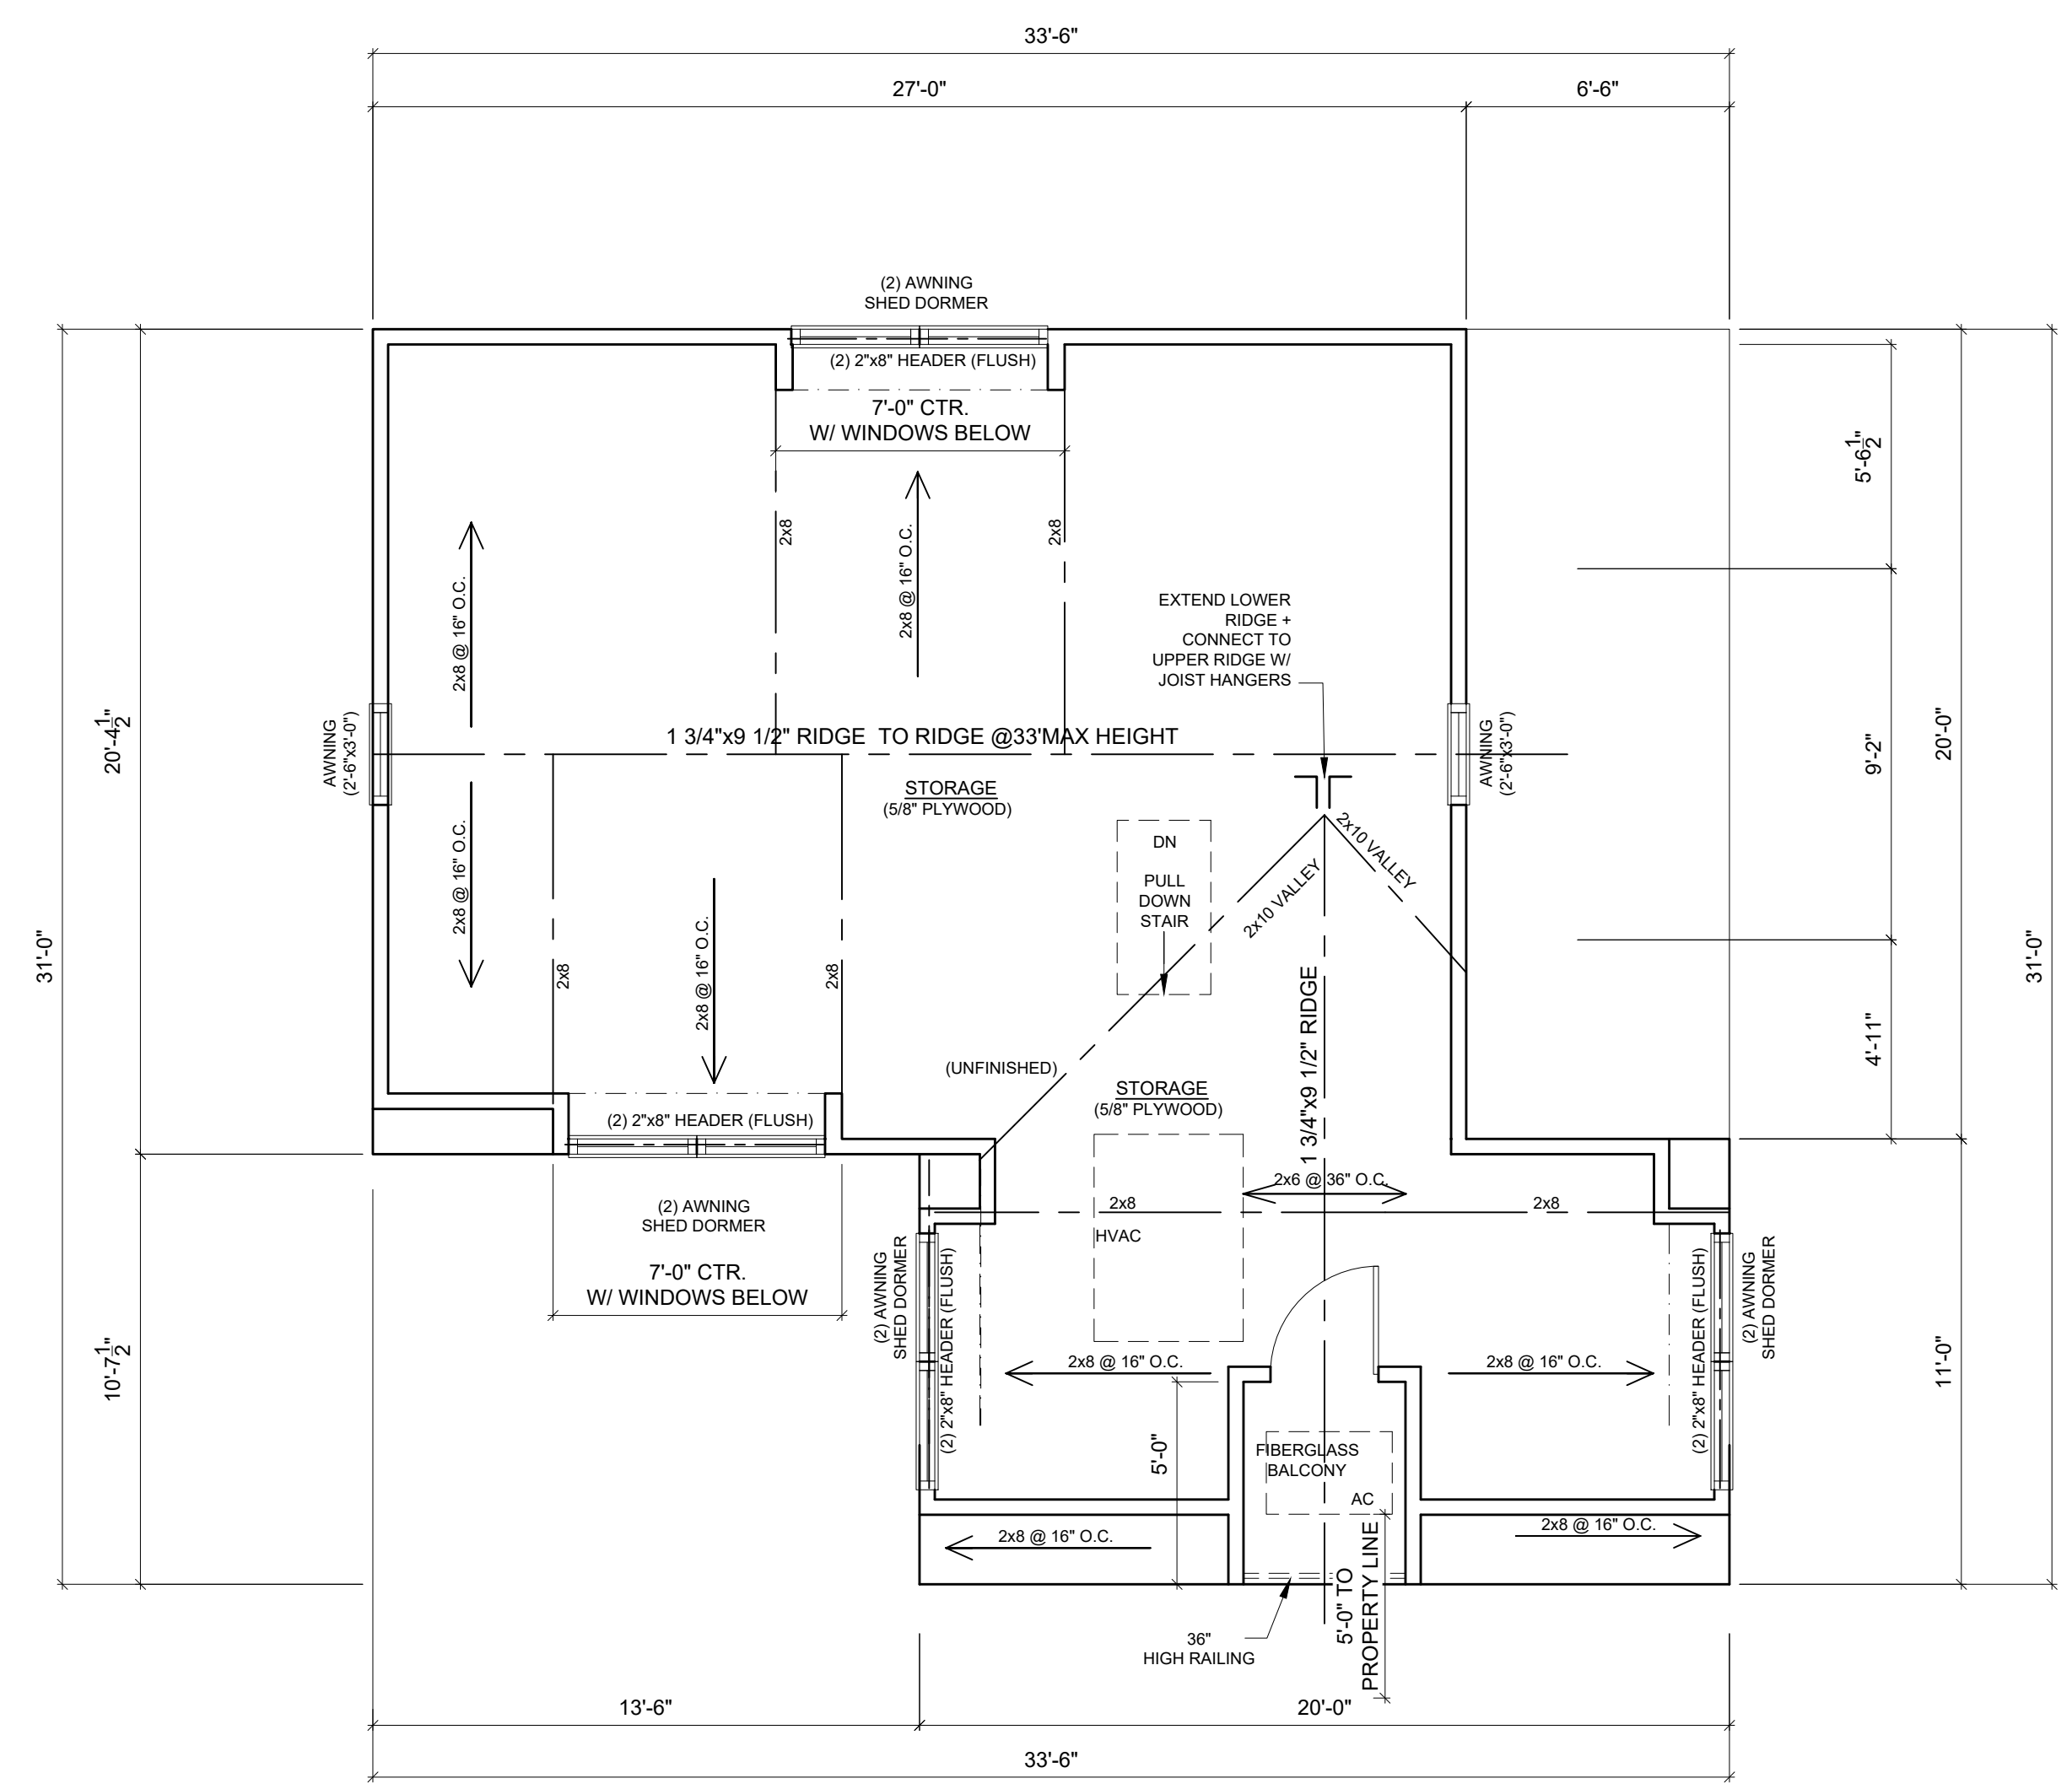 33'-6"
27'-0"
6'-6"
(2) AWNING
SHED DORMER
(2) 2"x8" HEADER (FLUSH)
7'-0" CTR.
W/ WINDOWS BELOW
5'-6 1/2"
2x8
2x8 @ 16" O.C.
2x8
2x8 @ 16" O.C.
EXTEND LOWER
RIDGE +
CONNECT TO
UPPER RIDGE W/
JOIST HANGERS
20'-4 1/2"
AWNING
(2'-6"x3'-0")
1 3/4"x9 1/2" RIDGE TO RIDGE @33'MAX HEIGHT
AWNING
(2'-6"x3'-0")
9'-2"
20'-0"
STORAGE
(5/8" PLYWOOD)
DN
PULL
DOWN
STAIR
2x10 VALLEY
2x10 VALLEY
2x8 @ 16" O.C.
2x8
2x8 @ 16" O.C.
2x8
31'-0"
31'-0"
4'-11"
1 3/4"x9 1/2" RIDGE
(UNFINISHED)
STORAGE
(5/8" PLYWOOD)
(2) 2"x8" HEADER (FLUSH)
2x6 @ 36" O.C.
2x8
2x8
HVAC
(2) AWNING
SHED DORMER
7'-0" CTR.
W/ WINDOWS BELOW
(2) AWNING
SHED DORMER
(2) 2"x8" HEADER (FLUSH)
(2) 2"x8" HEADER (FLUSH)
(2) AWNING
SHED DORMER
10'-7 1/2"
11'-0"
2x8 @ 16" O.C.
2x8 @ 16" O.C.
5'-0"
FIBERGLASS
BALCONY
AC
2x8 @ 16" O.C.
2x8 @ 16" O.C.
5'-0" TO
PROPERTY LINE
36"
HIGH RAILING
13'-6"
20'-0"
33'-6"